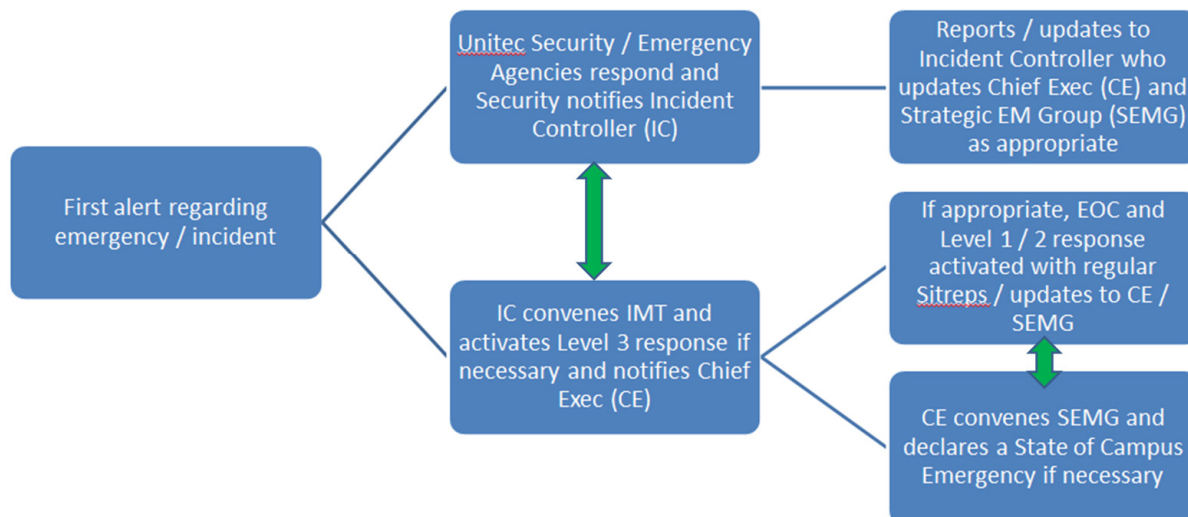 First alert regarding
emergency / incident
Unitec Security / Emergency
Agencies respond and
Security notifies Incident
Controller (IC)
Reports / updates to
Incident Controller who
updates Chief Exec (CE) and
Strategic EM Group (SEMG)
as appropriate
IC convenes IMT and
activates Level 3 response if
necessary and notifies Chief
Exec (CE)
If appropriate, EOC and
Level 1 / 2 response
activated with regular
Sitreps / updates to CE /
SEMG
CE convenes SEMG and
declares a State of Campus
Emergency if necessary